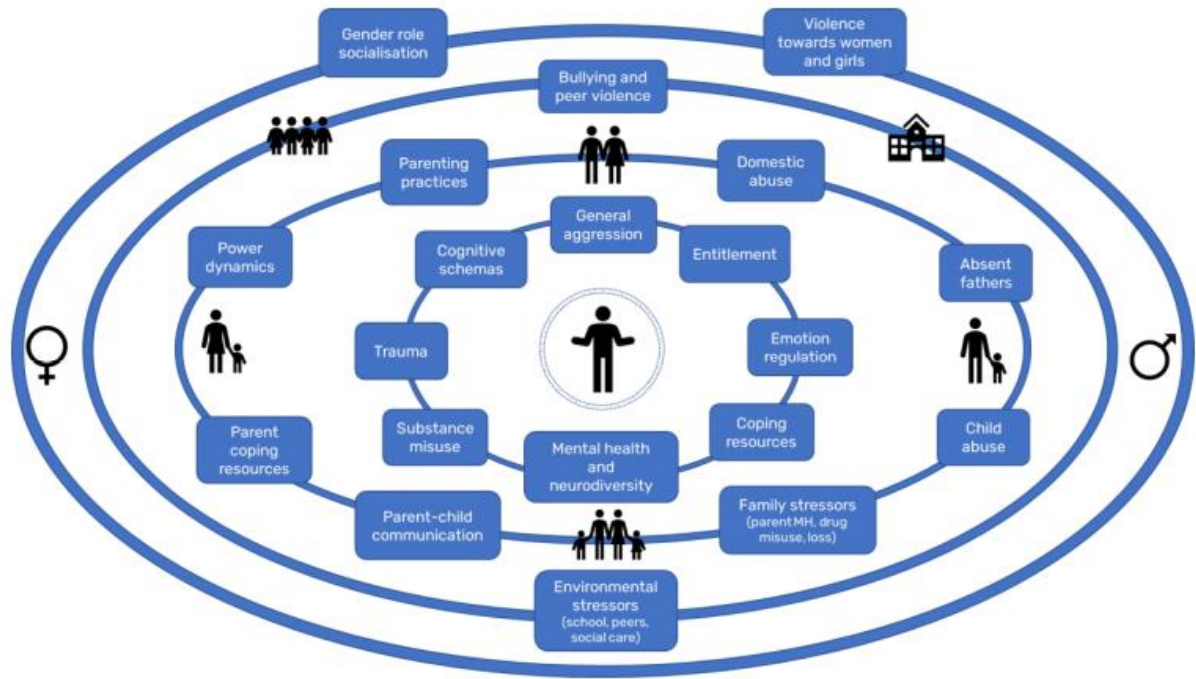 Gender role
socialisation
Violence
towards women
and girls
Bullying and
peer violence
Parenting
practices
Domestic
abuse
General
aggression
Cognitive
schemas
Entitlement
Power
dynamics
Absent
fathers
Trauma
Emotion
regulation
Substance
misuse
Coping
resources
Parent
coping
resources
Child
abuse
Mental health
and
neurodiversity
Parent-child
communication
Family stressors
(parent MH, drug
misuse, loss)
Environmental
stressors
(school, peers,
social care)